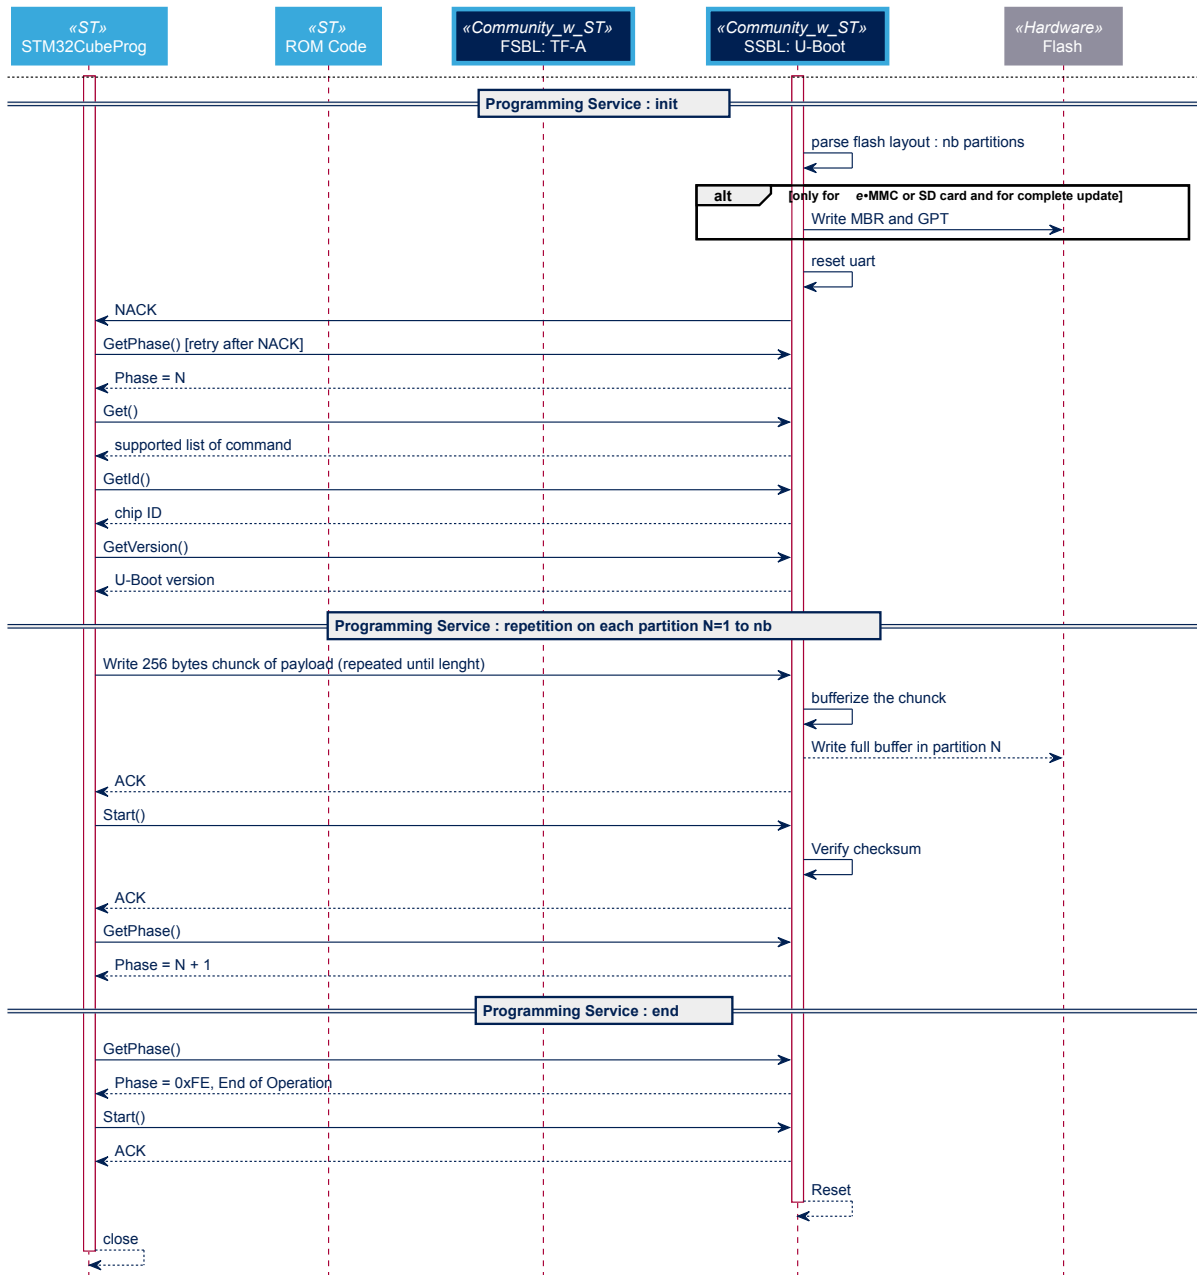 «ST»
STM32CubeProg
«ST»
ROM Code
«Community_w_ST»
FSBL: TF-A
«Community_w_ST»
SSBL: U-Boot
«Hardware»
Flash
Programming Service : init
parse flash layout : nb partitions
alt [only for e•MMC or SD card and for complete update]
Write MBR and GPT
reset uart
NACK
GetPhase() [retry after NACK]
Phase = N
Get()
supported list of command
GetId()
chip ID
GetVersion()
U-Boot version
Programming Service : repetition on each partition N=1 to nb
Write 256 bytes chunck of payload (repeated until lenght)
bufferize the chunck
Write full buffer in partition N
ACK
Start()
Verify checksum
ACK
GetPhase()
Phase = N + 1
Programming Service : end
GetPhase()
Phase = 0xFE, End of Operation
Start()
ACK
Reset
close